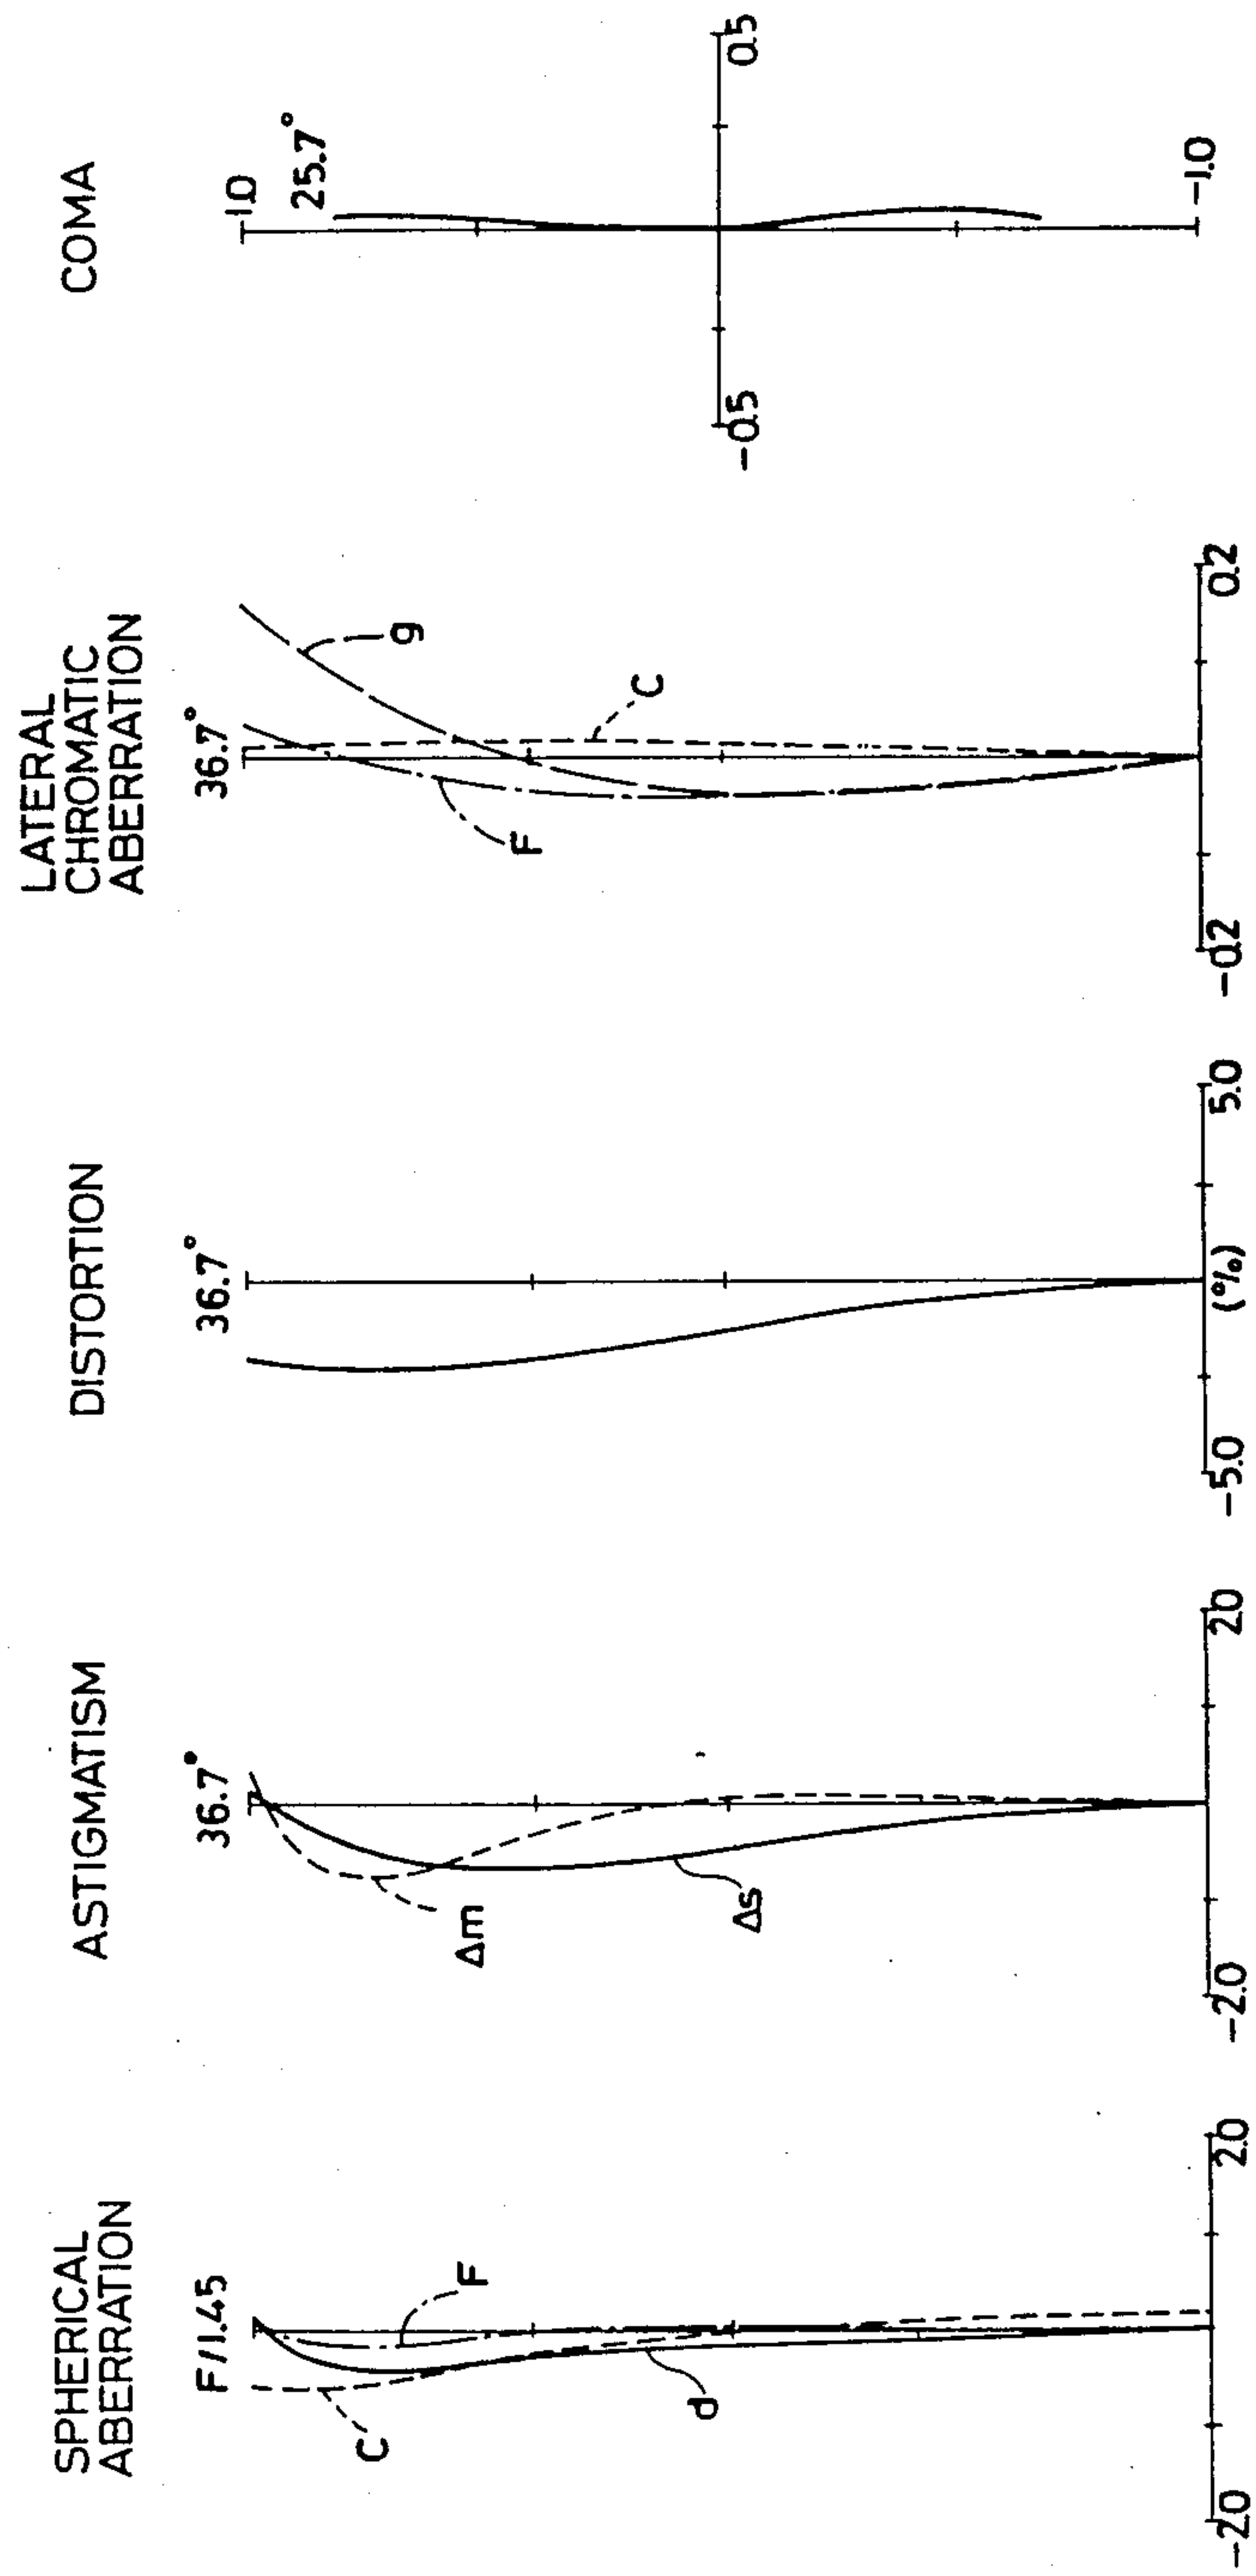 SPHERICAL
ABERRATION
F/1.45
F
C
d
-2.0
2.0
ASTIGMATISM
36.7°
Δm
Δs
-2.0
2.0
DISTORTION
36.7°
-5.0
(%)
5.0
LATERAL
CHROMATIC
ABERRATION
36.7°
g
C
F
-0.2
0.2
COMA
1.0
25.7°
-0.5
0.5
-1.0